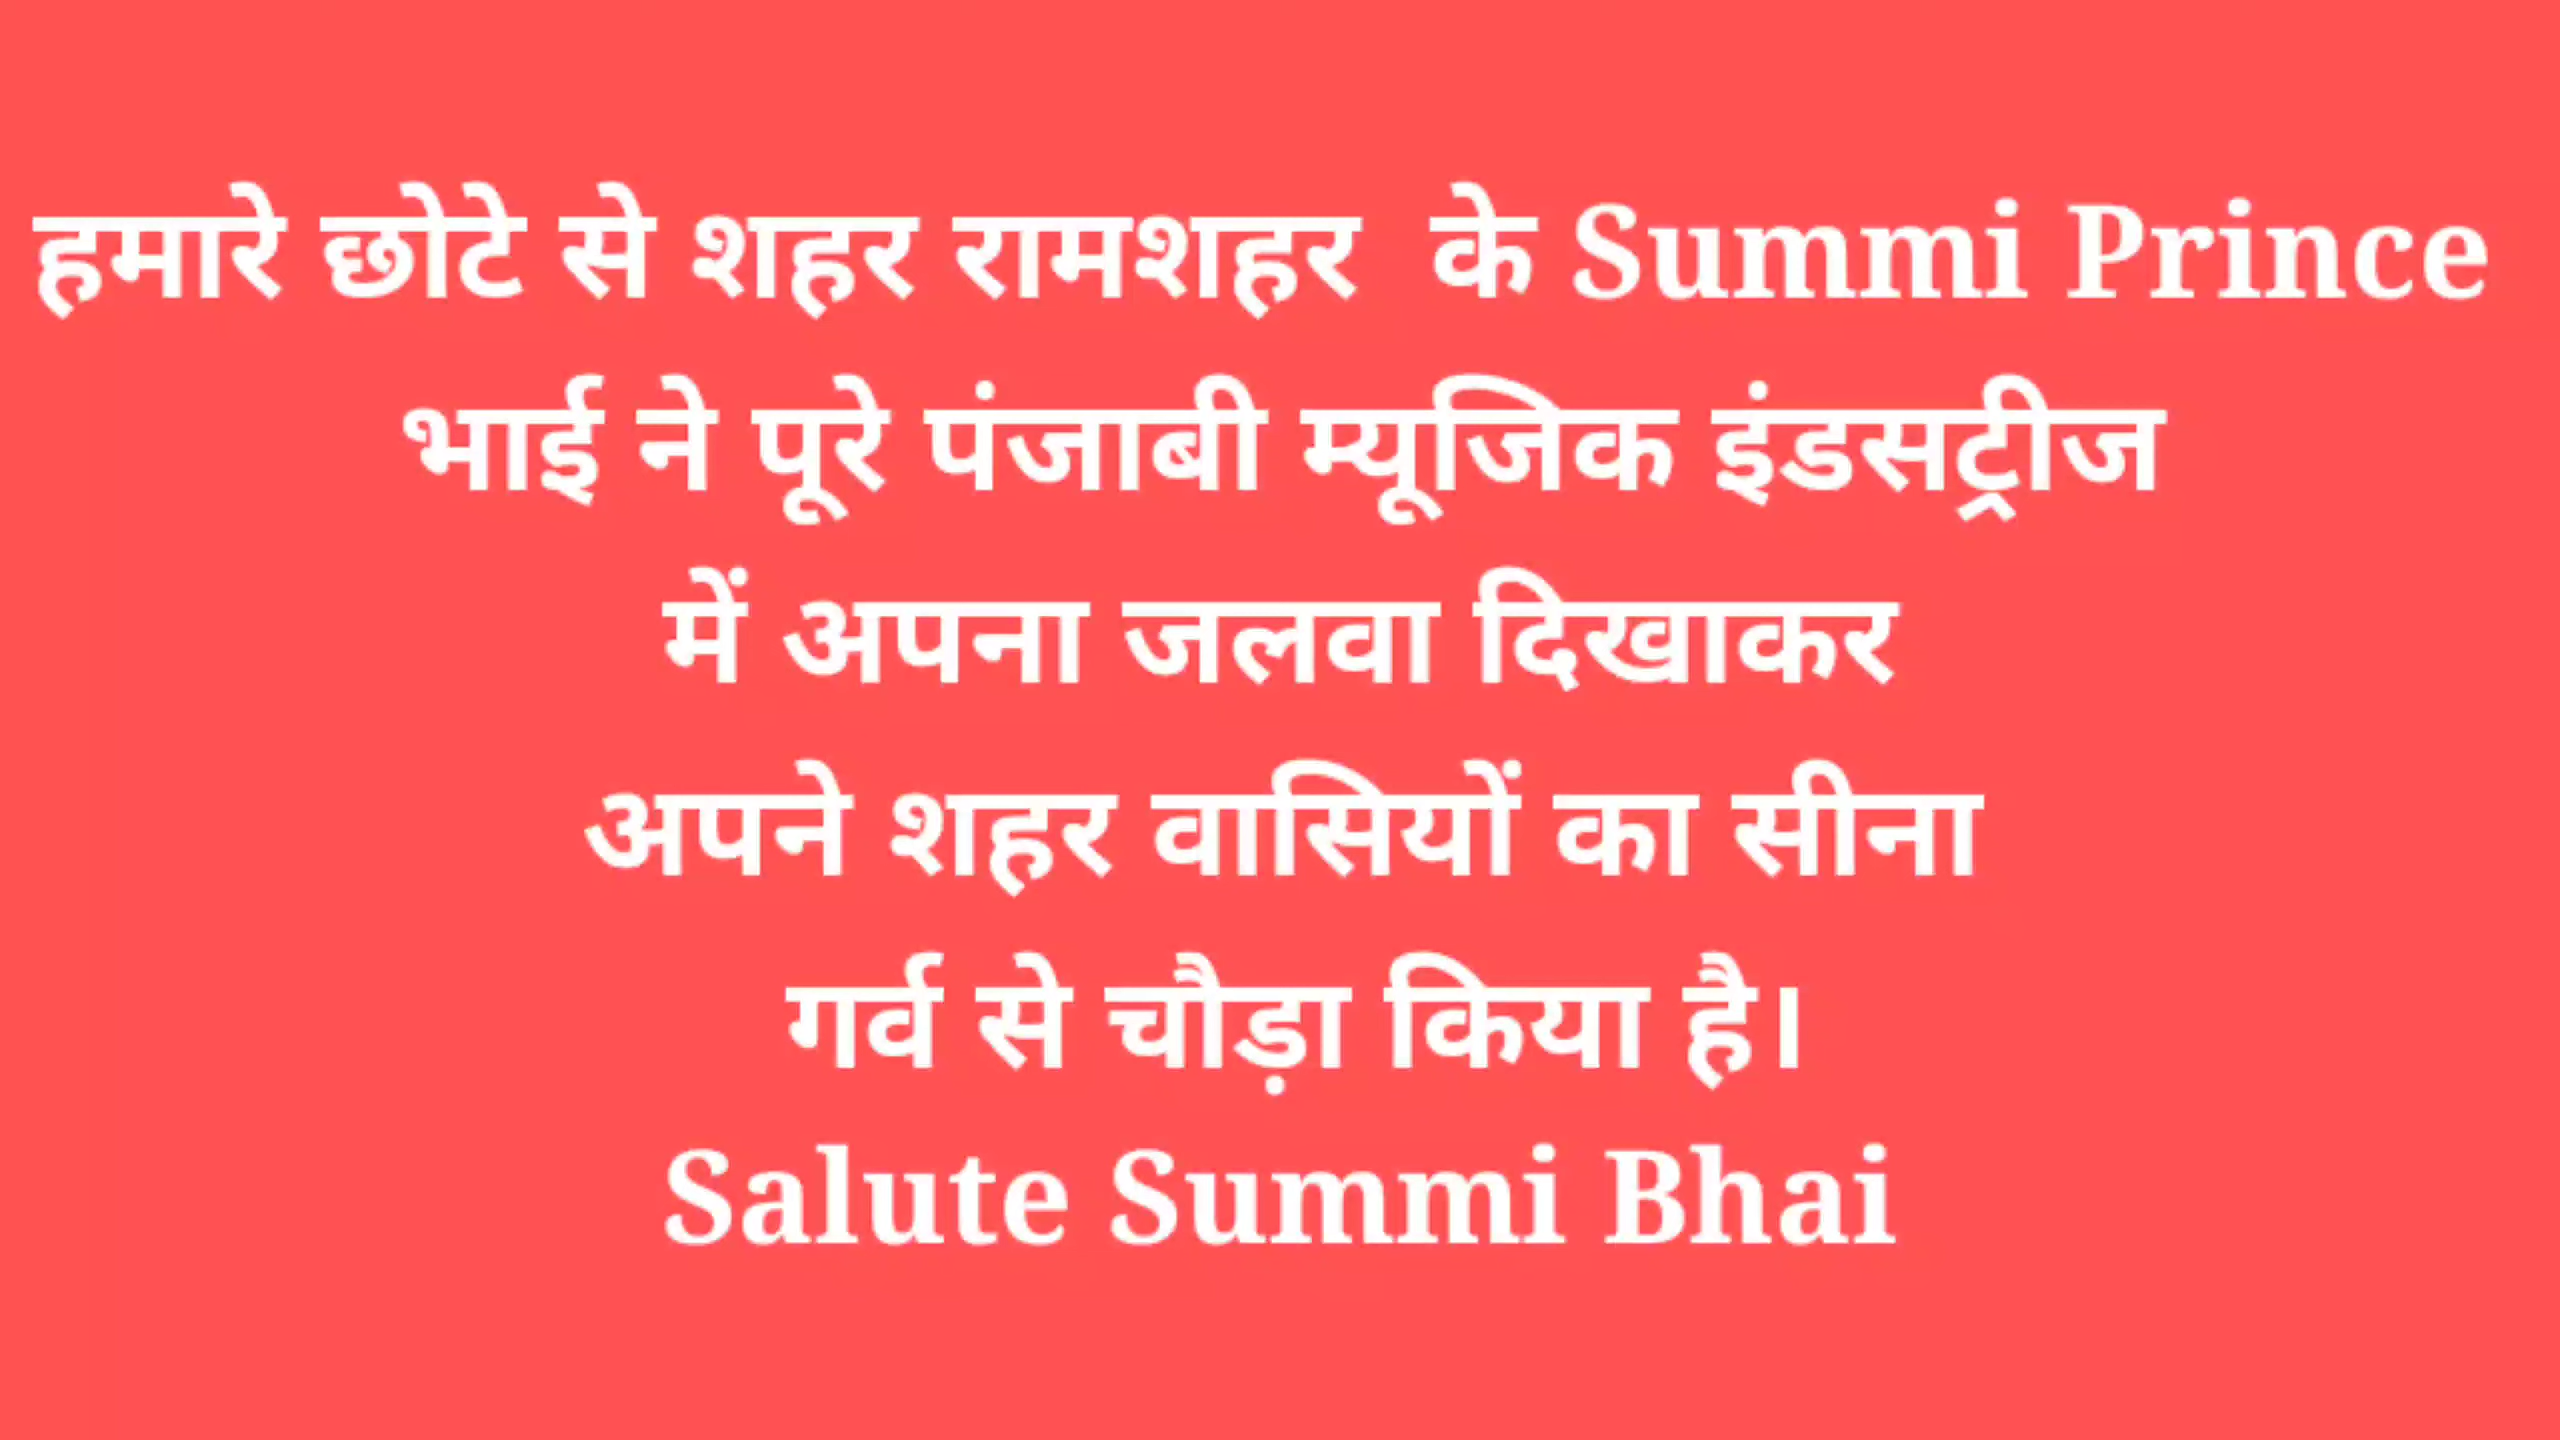 हमारे छोटे से शहर रामशहर के Summi Prince
भाई ने पूरे पंजाबी म्यूजिक इंडसट्रीज
में अपना जलवा दिखाकर
अपने शहर वासियों का सीना
गर्व से चौड़ा किया है।
Salute Summi Bhai